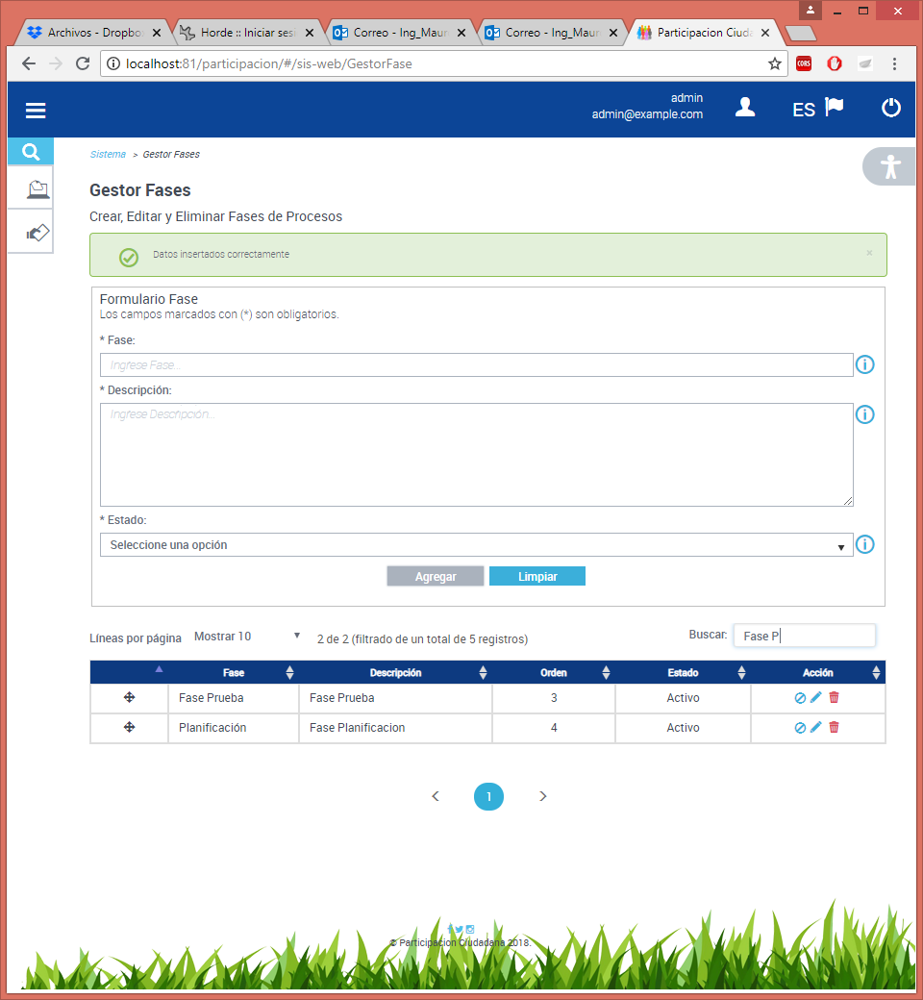 Archivos - Dropbo
Horde :: Iniciar ses
Correo - Ing_Mau
Correo - Ing_Mau
Participacion Ciuda
localhost:81/participacion/#/sis-web/GestorFase
CORS
admin
admin@example.com
ES
Sistema > Gestor Fases
Gestor Fases
Crear, Editar y Eliminar Fases de Procesos
Datos insertados correctamente ×
Formulario Fase
Los campos marcados con (*) son obligatorios.
* Fase:
Ingrese Fase...
* Descripción:
Ingrese Descripción...
* Estado:
Seleccione una opción
Agregar Limpiar
Líneas por página Mostrar 10 2 de 2 (filtrado de un total de 5 registros) Buscar: Fase P
Fase Descripción Orden Estado Acción
Fase Prueba Fase Prueba 3 Activo
Planificación Fase Planificacion 4 Activo
< 1 >
© Participacion Ciudadana 2018.